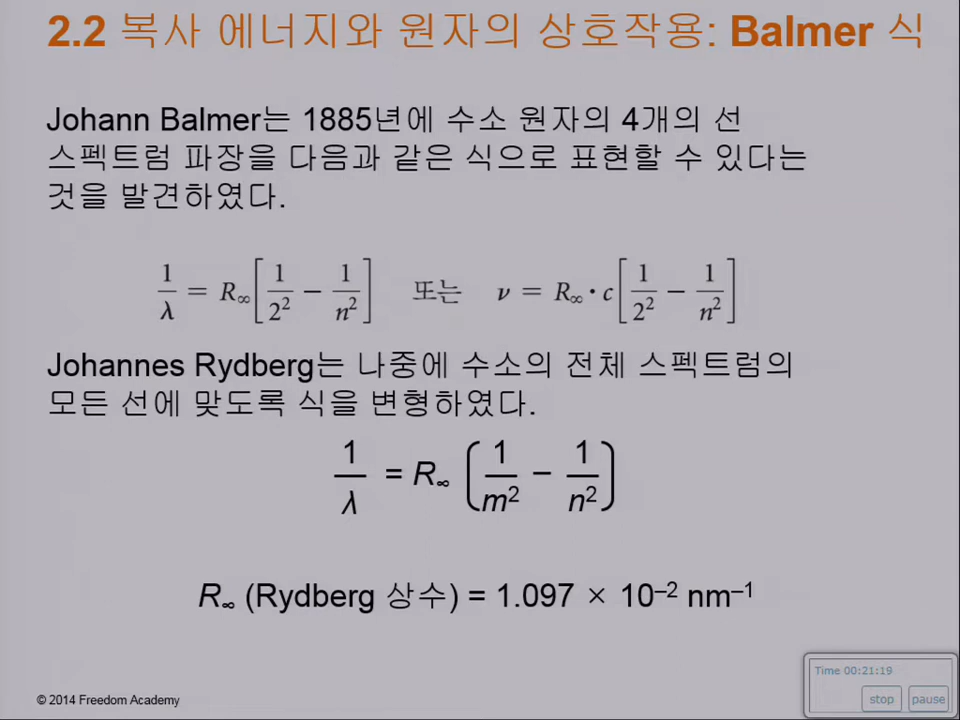 2.2 복사 에너지와 원자의 상호작용: Balmer 식
Johann Balmer는 1885년에 수소 원자의 4개의 선
스펙트럼 파장을 다음과 같은 식으로 표현할 수 있다는
것을 발견하였다.
1/λ = R∞[1/2² − 1/n²] 또는 ν = R∞·c[1/2² − 1/n²]
Johannes Rydberg는 나중에 수소의 전체 스펙트럼의
모든 선에 맞도록 식을 변형하였다.
1/λ = R∞(1/m² − 1/n²)
R∞ (Rydberg 상수) = 1.097 × 10⁻² nm⁻¹
Time 00:21:19
stop pause
© 2014 Freedom Academy